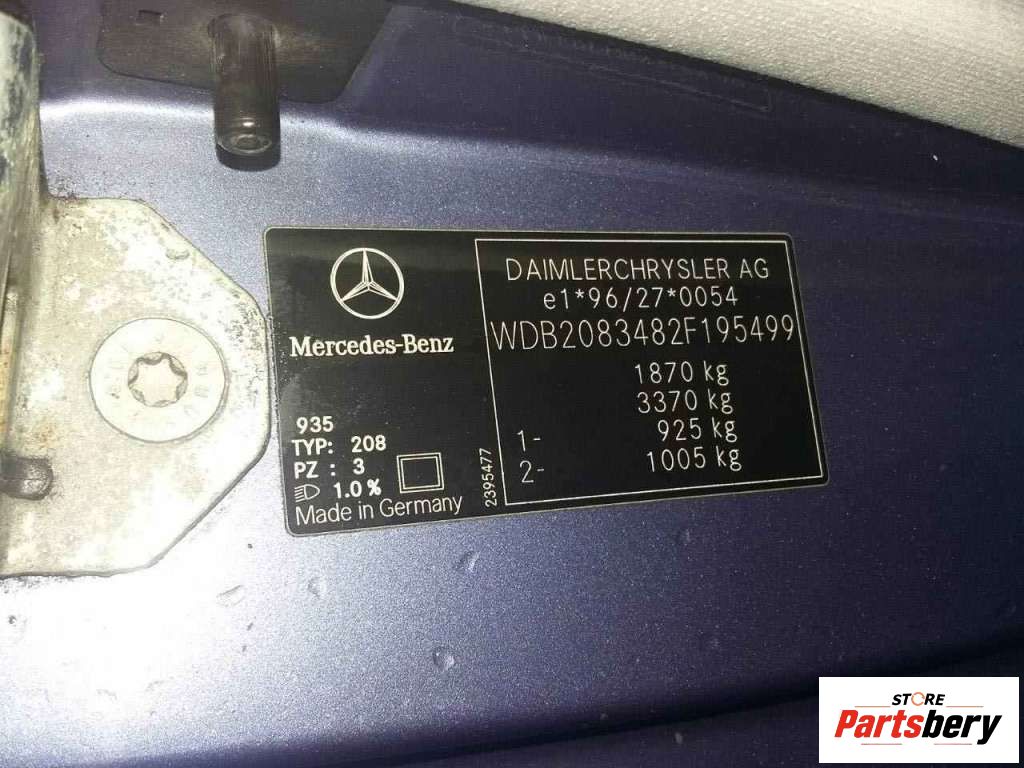 Mercedes-Benz
935
TYP: 208
PZ : 3
1.0 %
Made in Germany
2395477
DAIMLERCHRYSLER AG
e1*96/27*0054
WDB2083482F195499
1870 kg
3370 kg
1- 925 kg
2- 1005 kg
STORE
Partsbery